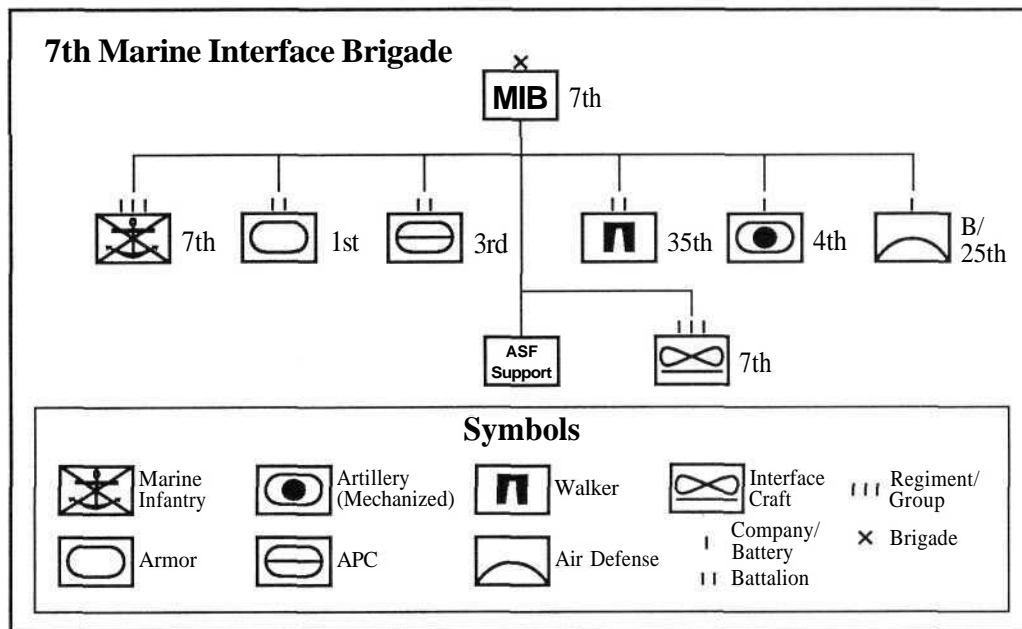 7th Marine Interface Brigade
MIB 7th
7th
1st
3rd
35th
4th
B/
25th
ASF
Support
7th
Symbols
Marine
Infantry
Artillery
(Mechanized)
Walker
Interface
Craft
Regiment/
Group
Armor
APC
Air Defense
Company/
Battery
Battalion
Brigade